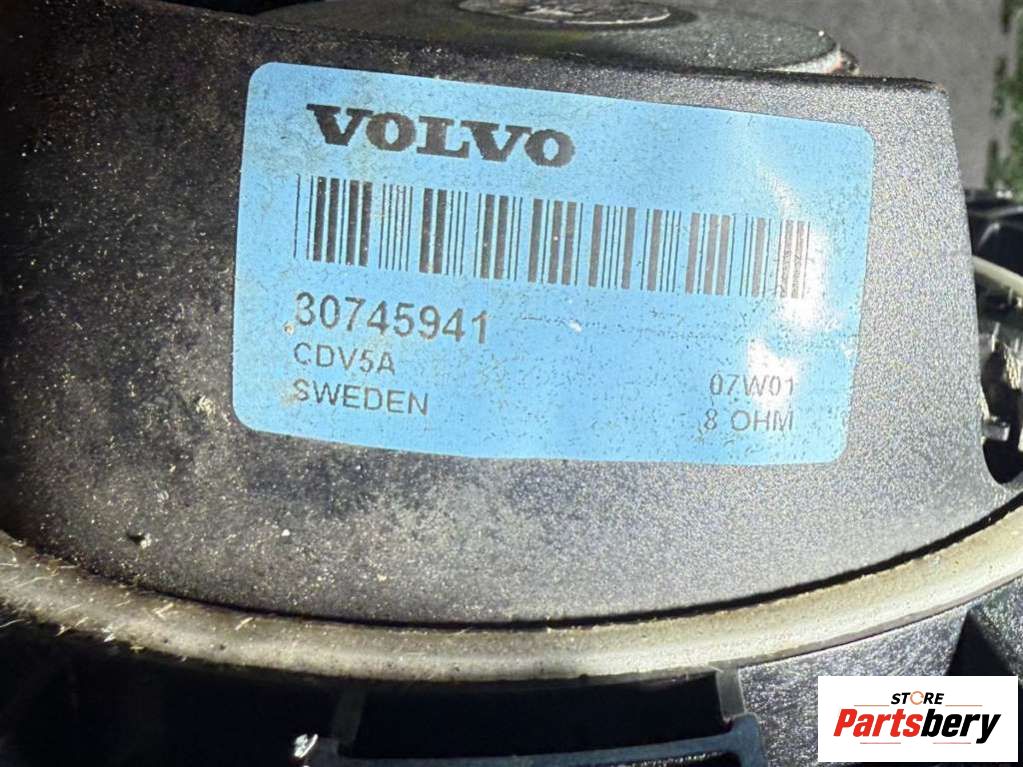 VOLVO
30745941
CDV5A
SWEDEN
07W01
8 OHM
STORE
Partsbery